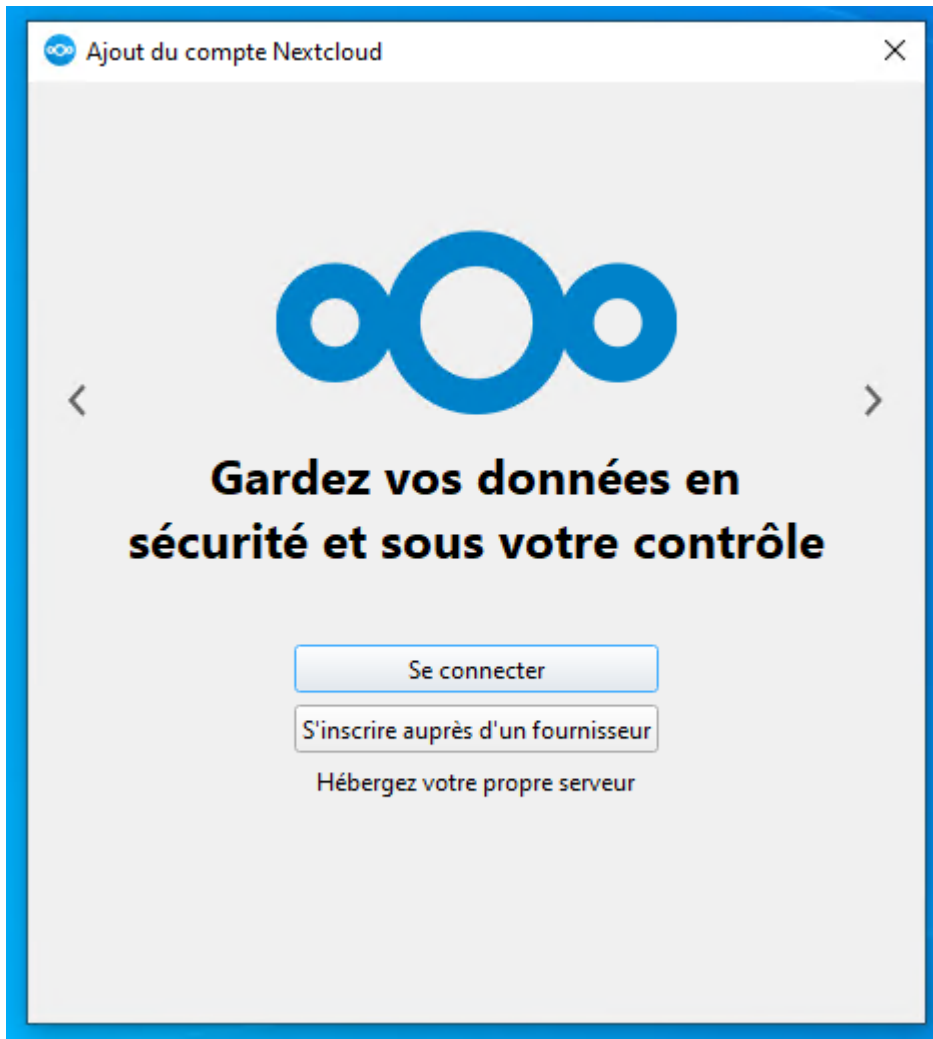 Ajout du compte Nextcloud
Gardez vos données en
sécurité et sous votre contrôle
Se connecter
S'inscrire auprès d'un fournisseur
Hébergez votre propre serveur